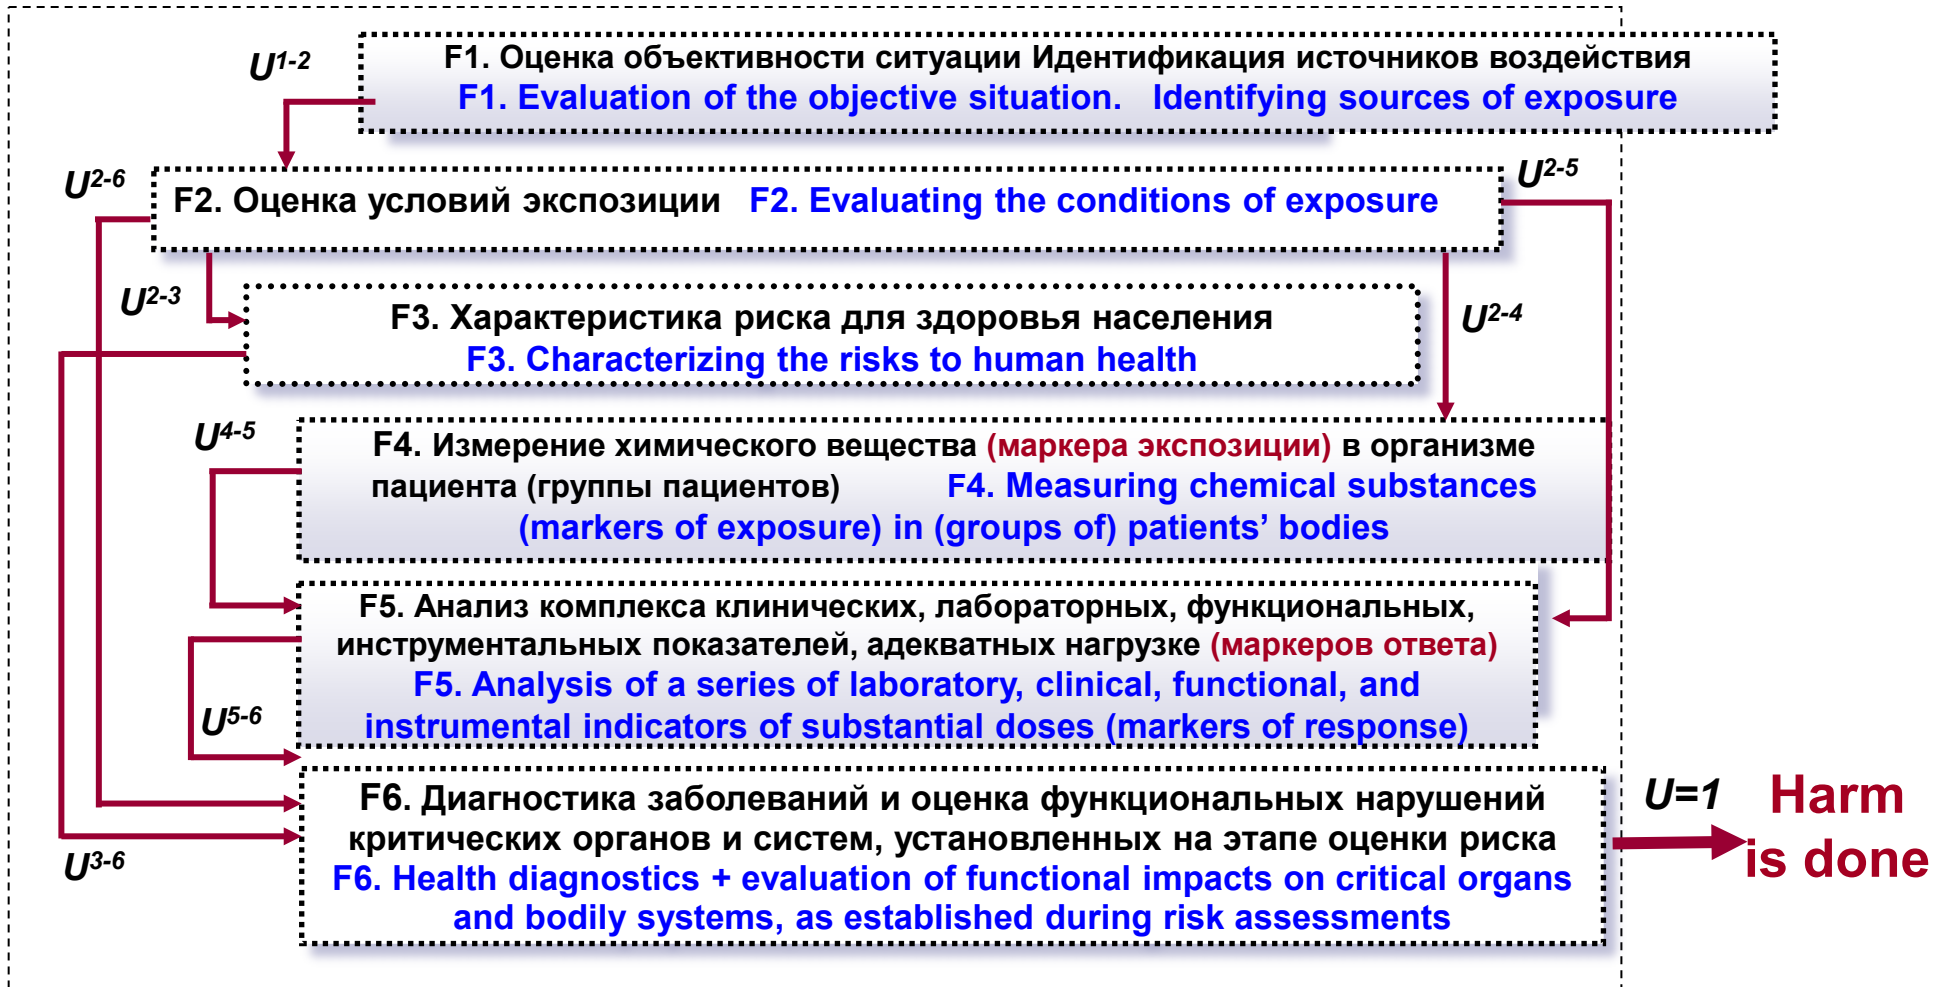 U1-2
F1. Оценка объективности ситуации Идентификация источников воздействия
F1. Evaluation of the objective situation. Identifying sources of exposure
U2-6
U2-5
F2. Оценка условий экспозиции F2. Evaluating the conditions of exposure
U2-3
F3. Характеристика риска для здоровья населения
F3. Characterizing the risks to human health
U2-4
U4-5
F4. Измерение химического вещества (маркера экспозиции) в организме
пациента (группы пациентов) F4. Measuring chemical substances
(markers of exposure) in (groups of) patients’ bodies
F5. Анализ комплекса клинических, лабораторных, функциональных,
инструментальных показателей, адекватных нагрузке (маркеров ответа)
F5. Analysis of a series of laboratory, clinical, functional, and
instrumental indicators of substantial doses (markers of response)
U5-6
F6. Диагностика заболеваний и оценка функциональных нарушений
критических органов и систем, установленных на этапе оценки риска
F6. Health diagnostics + evaluation of functional impacts on critical organs
and bodily systems, as established during risk assessments
U3-6
U=1
Harm
is done